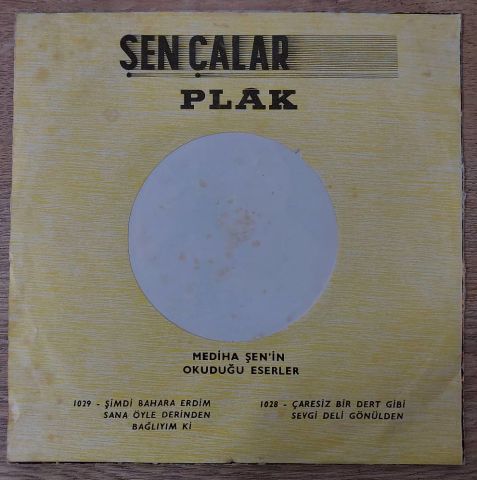 ŞEN ÇALAR
PLÂK
MEDİHA ŞEN'İN
OKUDUĞU ESERLER
1029 - ŞİMDİ BAHARA ERDİM
SANA ÖYLE DERİNDEN
BAĞLIYIM Kİ
1028 - ÇARESİZ BİR DERT GİBİ
SEVGİ DELİ GÖNÜLDEN